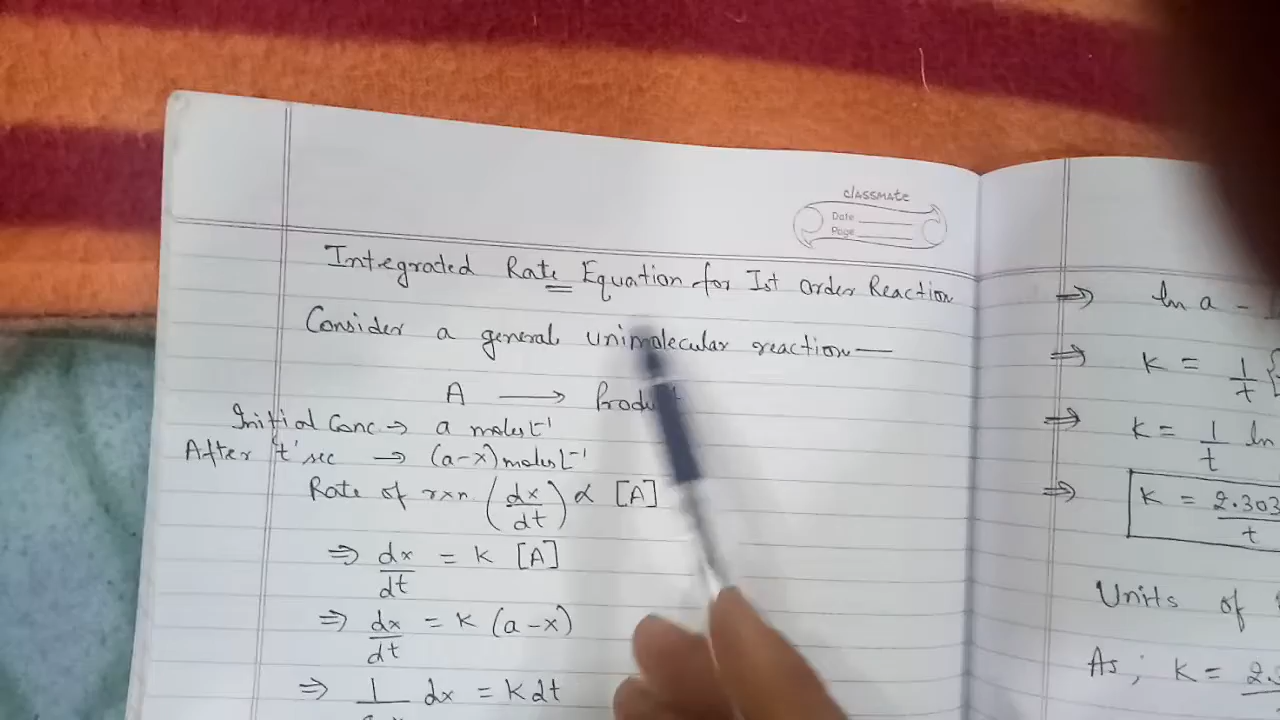 classmate
Date
Page
Integrated Rate Equation for Ist order Reaction
Consider a general unimolecular reaction—
A → Product
Initial Conc → a moles L⁻¹
After 't' sec → (a-x) moles L⁻¹
Rate of rxn (dx/dt) ∝ [A]
⇒ dx/dt = K [A]
⇒ dx/dt = K (a-x)
⇒ 1 dx = K dt
⇒ ln a -
⇒ K = 1/t {
⇒ K = 1/t ln
⇒ K = 2.303/t
Units of
As; K =